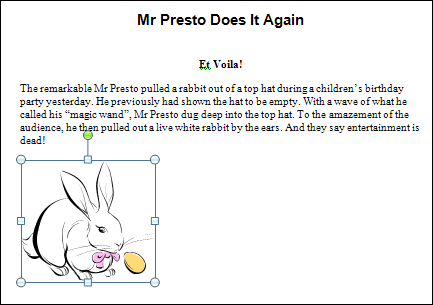 Mr Presto Does It Again
Et Voila!
The remarkable Mr Presto pulled a rabbit out of a top hat during a children’s birthday
party yesterday. He previously had shown the hat to be empty. With a wave of what he
called his “magic wand”, Mr Presto dug deep into the top hat. To the amazement of the
audience, he then pulled out a live white rabbit by the ears. And they say entertainment is
dead!